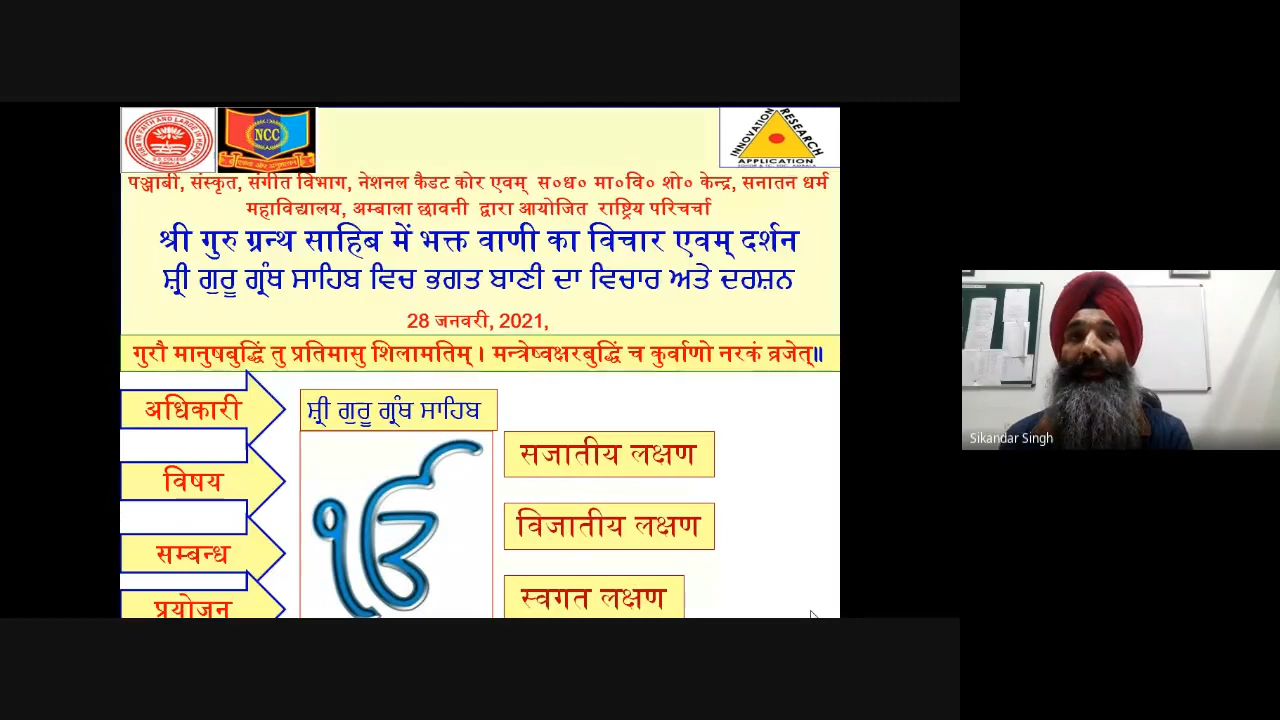 NCC
INNOVATION RESEARCH
APPLICATION
पञ्जाबी, संस्कृत, संगीत विभाग, नेशनल कैडट कोर एवम् स०ध० मा०वि० शो० केन्द्र, सनातन धर्म
महाविद्यालय, अम्बाला छावनी द्वारा आयोजित राष्ट्रिय परिचर्चा
श्री गुरु ग्रन्थ साहिब में भक्त वाणी का विचार एवम् दर्शन
ਸ਼੍ਰੀ ਗੁਰੂ ਗ੍ਰੰਥ ਸਾਹਿਬ ਵਿਚ ਭਗਤ ਬਾਣੀ ਦਾ ਵਿਚਾਰ ਅਤੇ ਦਰਸ਼ਨ
28 जनवरी, 2021,
गुरौ मानुषबुद्धिं तु प्रतिमासु शिलामतिम्। मन्त्रेष्वक्षरबुद्धिं च कुर्वाणो नरकं व्रजेत्॥
अधिकारी
विषय
सम्बन्ध
प्रयोजन
ਸ਼੍ਰੀ ਗੁਰੂ ਗ੍ਰੰਥ ਸਾਹਿਬ
ੴ
सजातीय लक्षण
विजातीय लक्षण
स्वगत लक्षण
Sikandar Singh